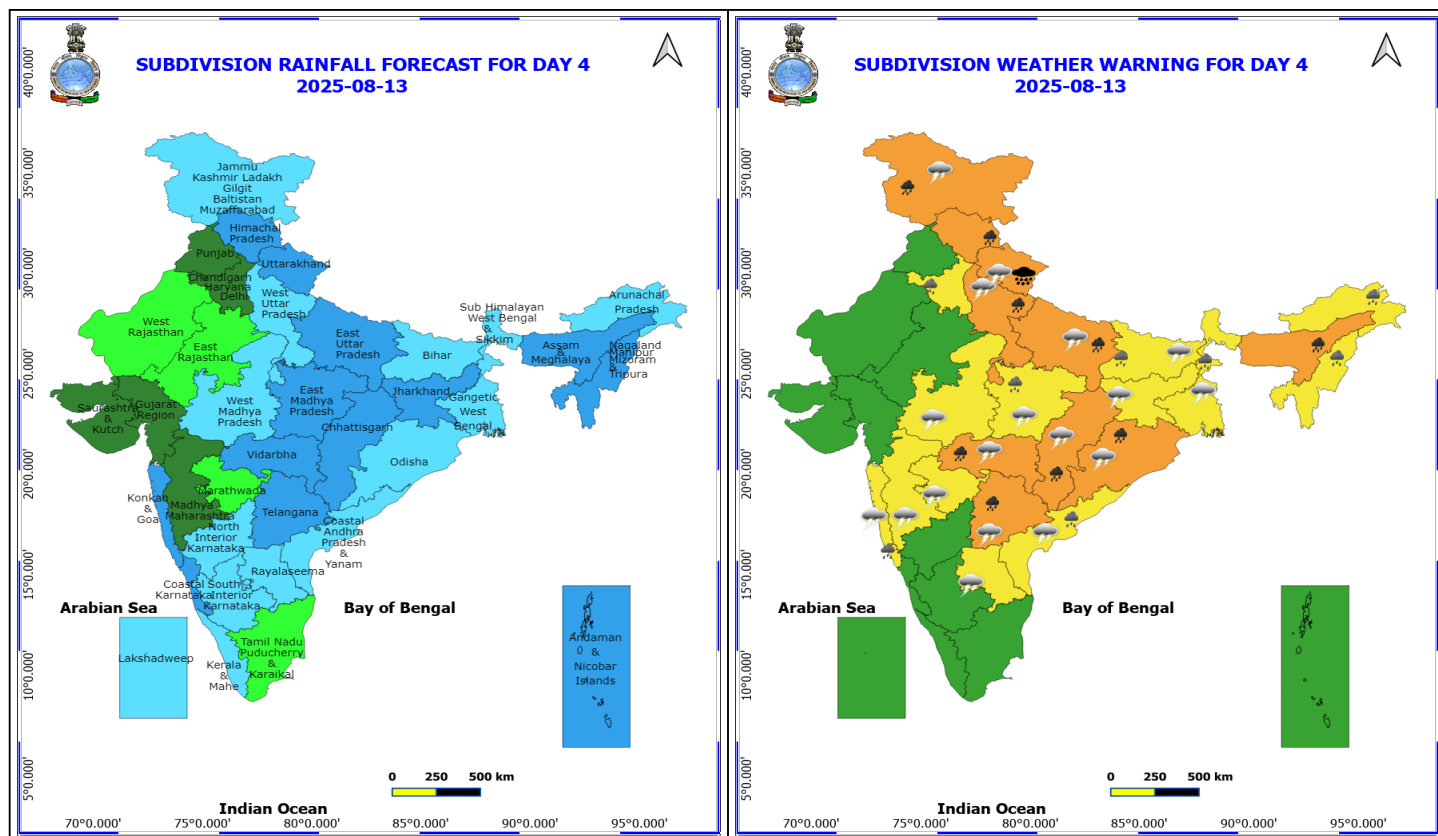 SUBDIVISION RAINFALL FORECAST FOR DAY 4
2025-08-13
40°0.000'
35°0.000'
30°0.000'
25°0.000'
20°0.000'
15°0.000'
10°0.000'
5°0.000'
Jammu
Kashmir Ladakh
Gilgit
Baltistan
Muzaffarabad
Himachal
Pradesh
Punjab
Uttarakhand
Chandigarh
Haryana
Delhi
West
Uttar
Pradesh
West
Rajasthan
East
Rajasthan
East
Uttar
Pradesh
Bihar
Sub Himalayan
West Bengal
&
Sikkim
Arunachal
Pradesh
Assam
&
Meghalaya
Nagaland
Manipur
Mizoram
&
Tripura
Saurashtra
&
Kutch
Gujarat
Region
West
Madhya
Pradesh
East
Madhya
Pradesh
Jharkhand
Gangetic
West
Bengal
Chhattisgarh
Vidarbha
Odisha
Konkan
&
Goa
Marathwada
Madhya
Maharashtra
Telangana
North
Interior
Karnataka
Coastal
Andhra
Pradesh
&
Yanam
Rayalaseema
Coastal
Karnataka
South
Interior
Karnataka
Arabian Sea
Bay of Bengal
Lakshadweep
Kerala
&
Mahe
Tamil Nadu
Puducherry
&
Karaikal
Andaman
&
Nicobar
Islands
0 250 500 km
Indian Ocean
70°0.000' 75°0.000' 80°0.000' 85°0.000' 90°0.000' 95°0.000'
SUBDIVISION WEATHER WARNING FOR DAY 4
2025-08-13
40°0.000'
35°0.000'
30°0.000'
25°0.000'
20°0.000'
15°0.000'
10°0.000'
5°0.000'
Arabian Sea
Bay of Bengal
0 250 500 km
Indian Ocean
70°0.000' 75°0.000' 80°0.000' 85°0.000' 90°0.000' 95°0.000'